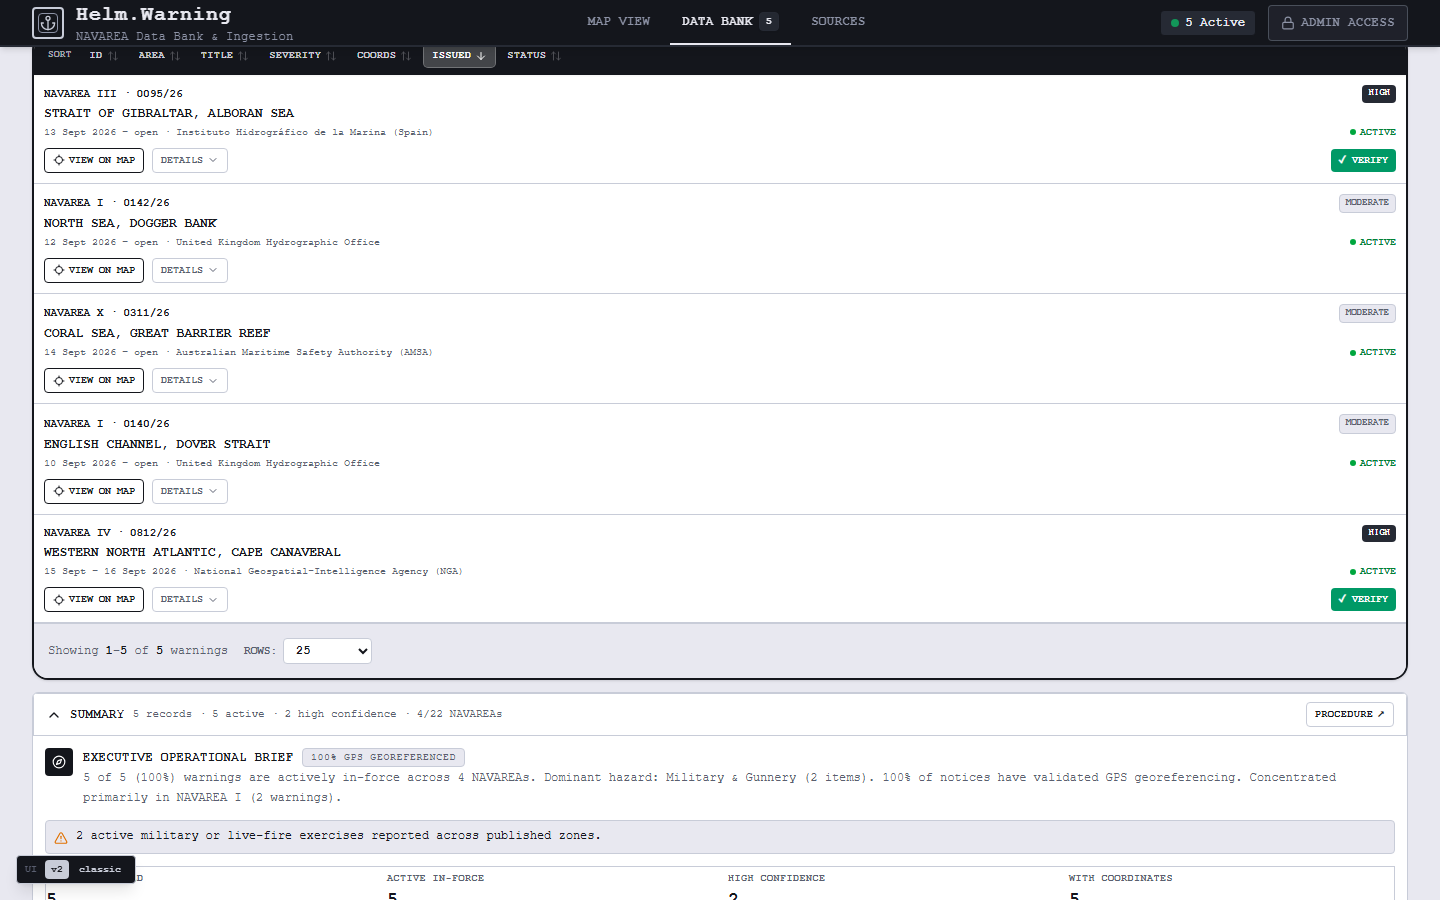 Helm.Warning
NAVAREA Data Bank & Ingestion
MAP VIEW
DATA BANK 5
SOURCES
5 Active
ADMIN ACCESS
SORT ID AREA TITLE SEVERITY COORDS ISSUED STATUS
NAVAREA III · 0095/26
HIGH
STRAIT OF GIBRALTAR, ALBORAN SEA
13 Sept 2026 – open · Instituto Hidrográfico de la Marina (Spain)
ACTIVE
VIEW ON MAP DETAILS
✓ VERIFY
NAVAREA I · 0142/26
MODERATE
NORTH SEA, DOGGER BANK
12 Sept 2026 – open · United Kingdom Hydrographic Office
ACTIVE
VIEW ON MAP DETAILS
NAVAREA X · 0311/26
MODERATE
CORAL SEA, GREAT BARRIER REEF
14 Sept 2026 – open · Australian Maritime Safety Authority (AMSA)
ACTIVE
VIEW ON MAP DETAILS
NAVAREA I · 0140/26
MODERATE
ENGLISH CHANNEL, DOVER STRAIT
10 Sept 2026 – open · United Kingdom Hydrographic Office
ACTIVE
VIEW ON MAP DETAILS
NAVAREA IV · 0812/26
HIGH
WESTERN NORTH ATLANTIC, CAPE CANAVERAL
15 Sept – 16 Sept 2026 · National Geospatial-Intelligence Agency (NGA)
ACTIVE
VIEW ON MAP DETAILS
✓ VERIFY
Showing 1–5 of 5 warnings ROWS: 25
SUMMARY 5 records · 5 active · 2 high confidence · 4/22 NAVAREAs
PROCEDURE ↗
EXECUTIVE OPERATIONAL BRIEF 100% GPS GEOREFERENCED
5 of 5 (100%) warnings are actively in-force across 4 NAVAREAs. Dominant hazard: Military & Gunnery (2 items). 100% of notices have validated GPS georeferencing. Concentrated
primarily in NAVAREA I (2 warnings).
2 active military or live-fire exercises reported across published zones.
UI v2 classic
D
ACTIVE IN-FORCE
HIGH CONFIDENCE
WITH COORDINATES
5
5
2
5